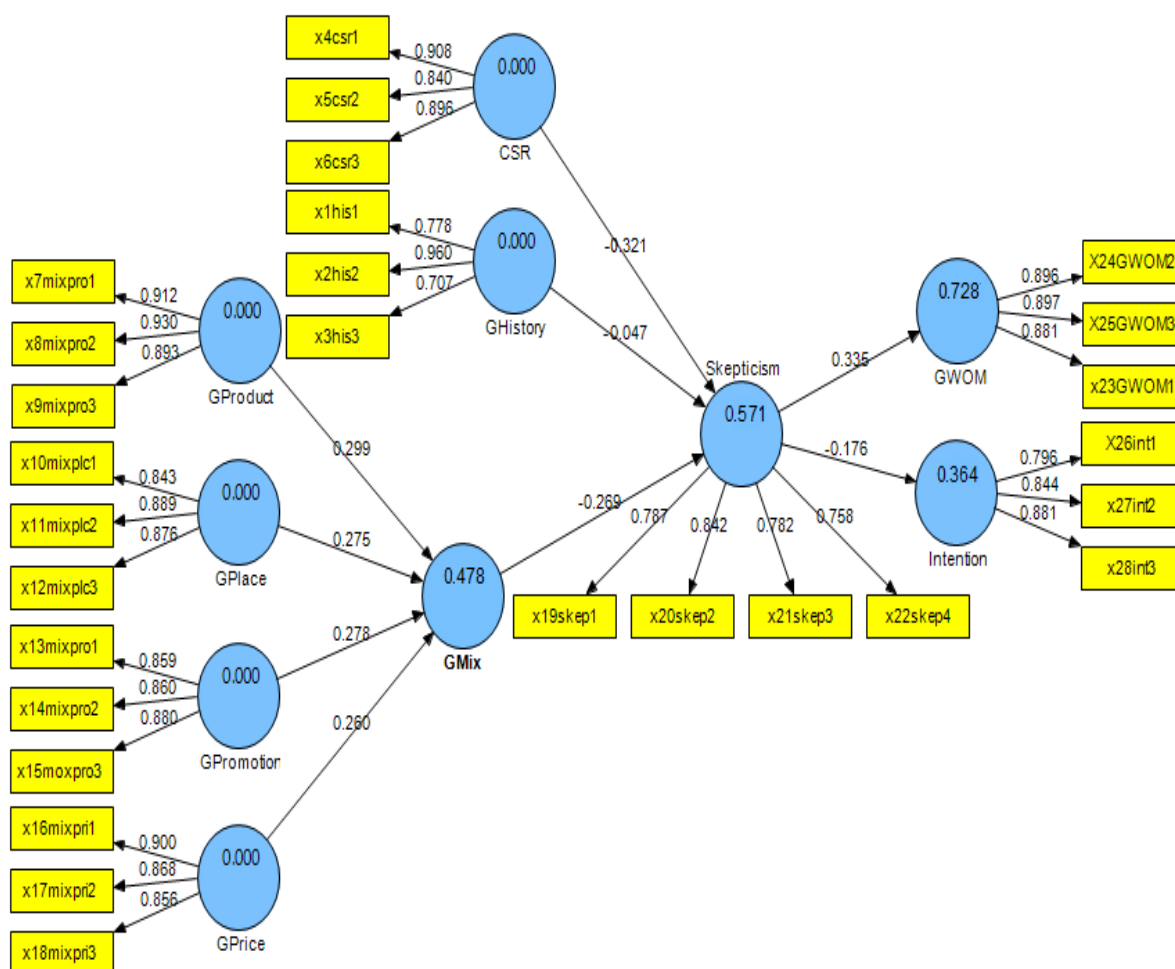 x4csr1
0.908
0.000
x5csr2
0.840
0.896
x6csr3
CSR
x1his1
0.778
0.000
x2his2
0.960
0.707
x3his3
GHistory
-0.321
-0.047
x7mixpro1
0.912
0.000
x8mixpro2
0.930
0.893
x9mixpro3
GProduct
0.299
x10mixplc1
0.843
0.000
x11mixplc2
0.889
0.876
x12mixplc3
GPlace
0.275
x13mixpro1
0.859
0.000
x14mixpro2
0.860
0.880
x15moxpro3
GPromotion
0.278
x16mixpri1
0.900
0.000
x17mixpri2
0.868
0.856
x18mixpri3
GPrice
0.260
0.478
GMix
-0.269
Skepticism
0.571
0.787
0.842
0.782
0.758
x19skep1
x20skep2
x21skep3
x22skep4
0.335
-0.176
0.728
GWOM
0.896
X24GWOM2
0.897
X25GWOM3
0.881
x23GWOM1
0.364
Intention
0.796
X26int1
0.844
x27int2
0.881
x28int3